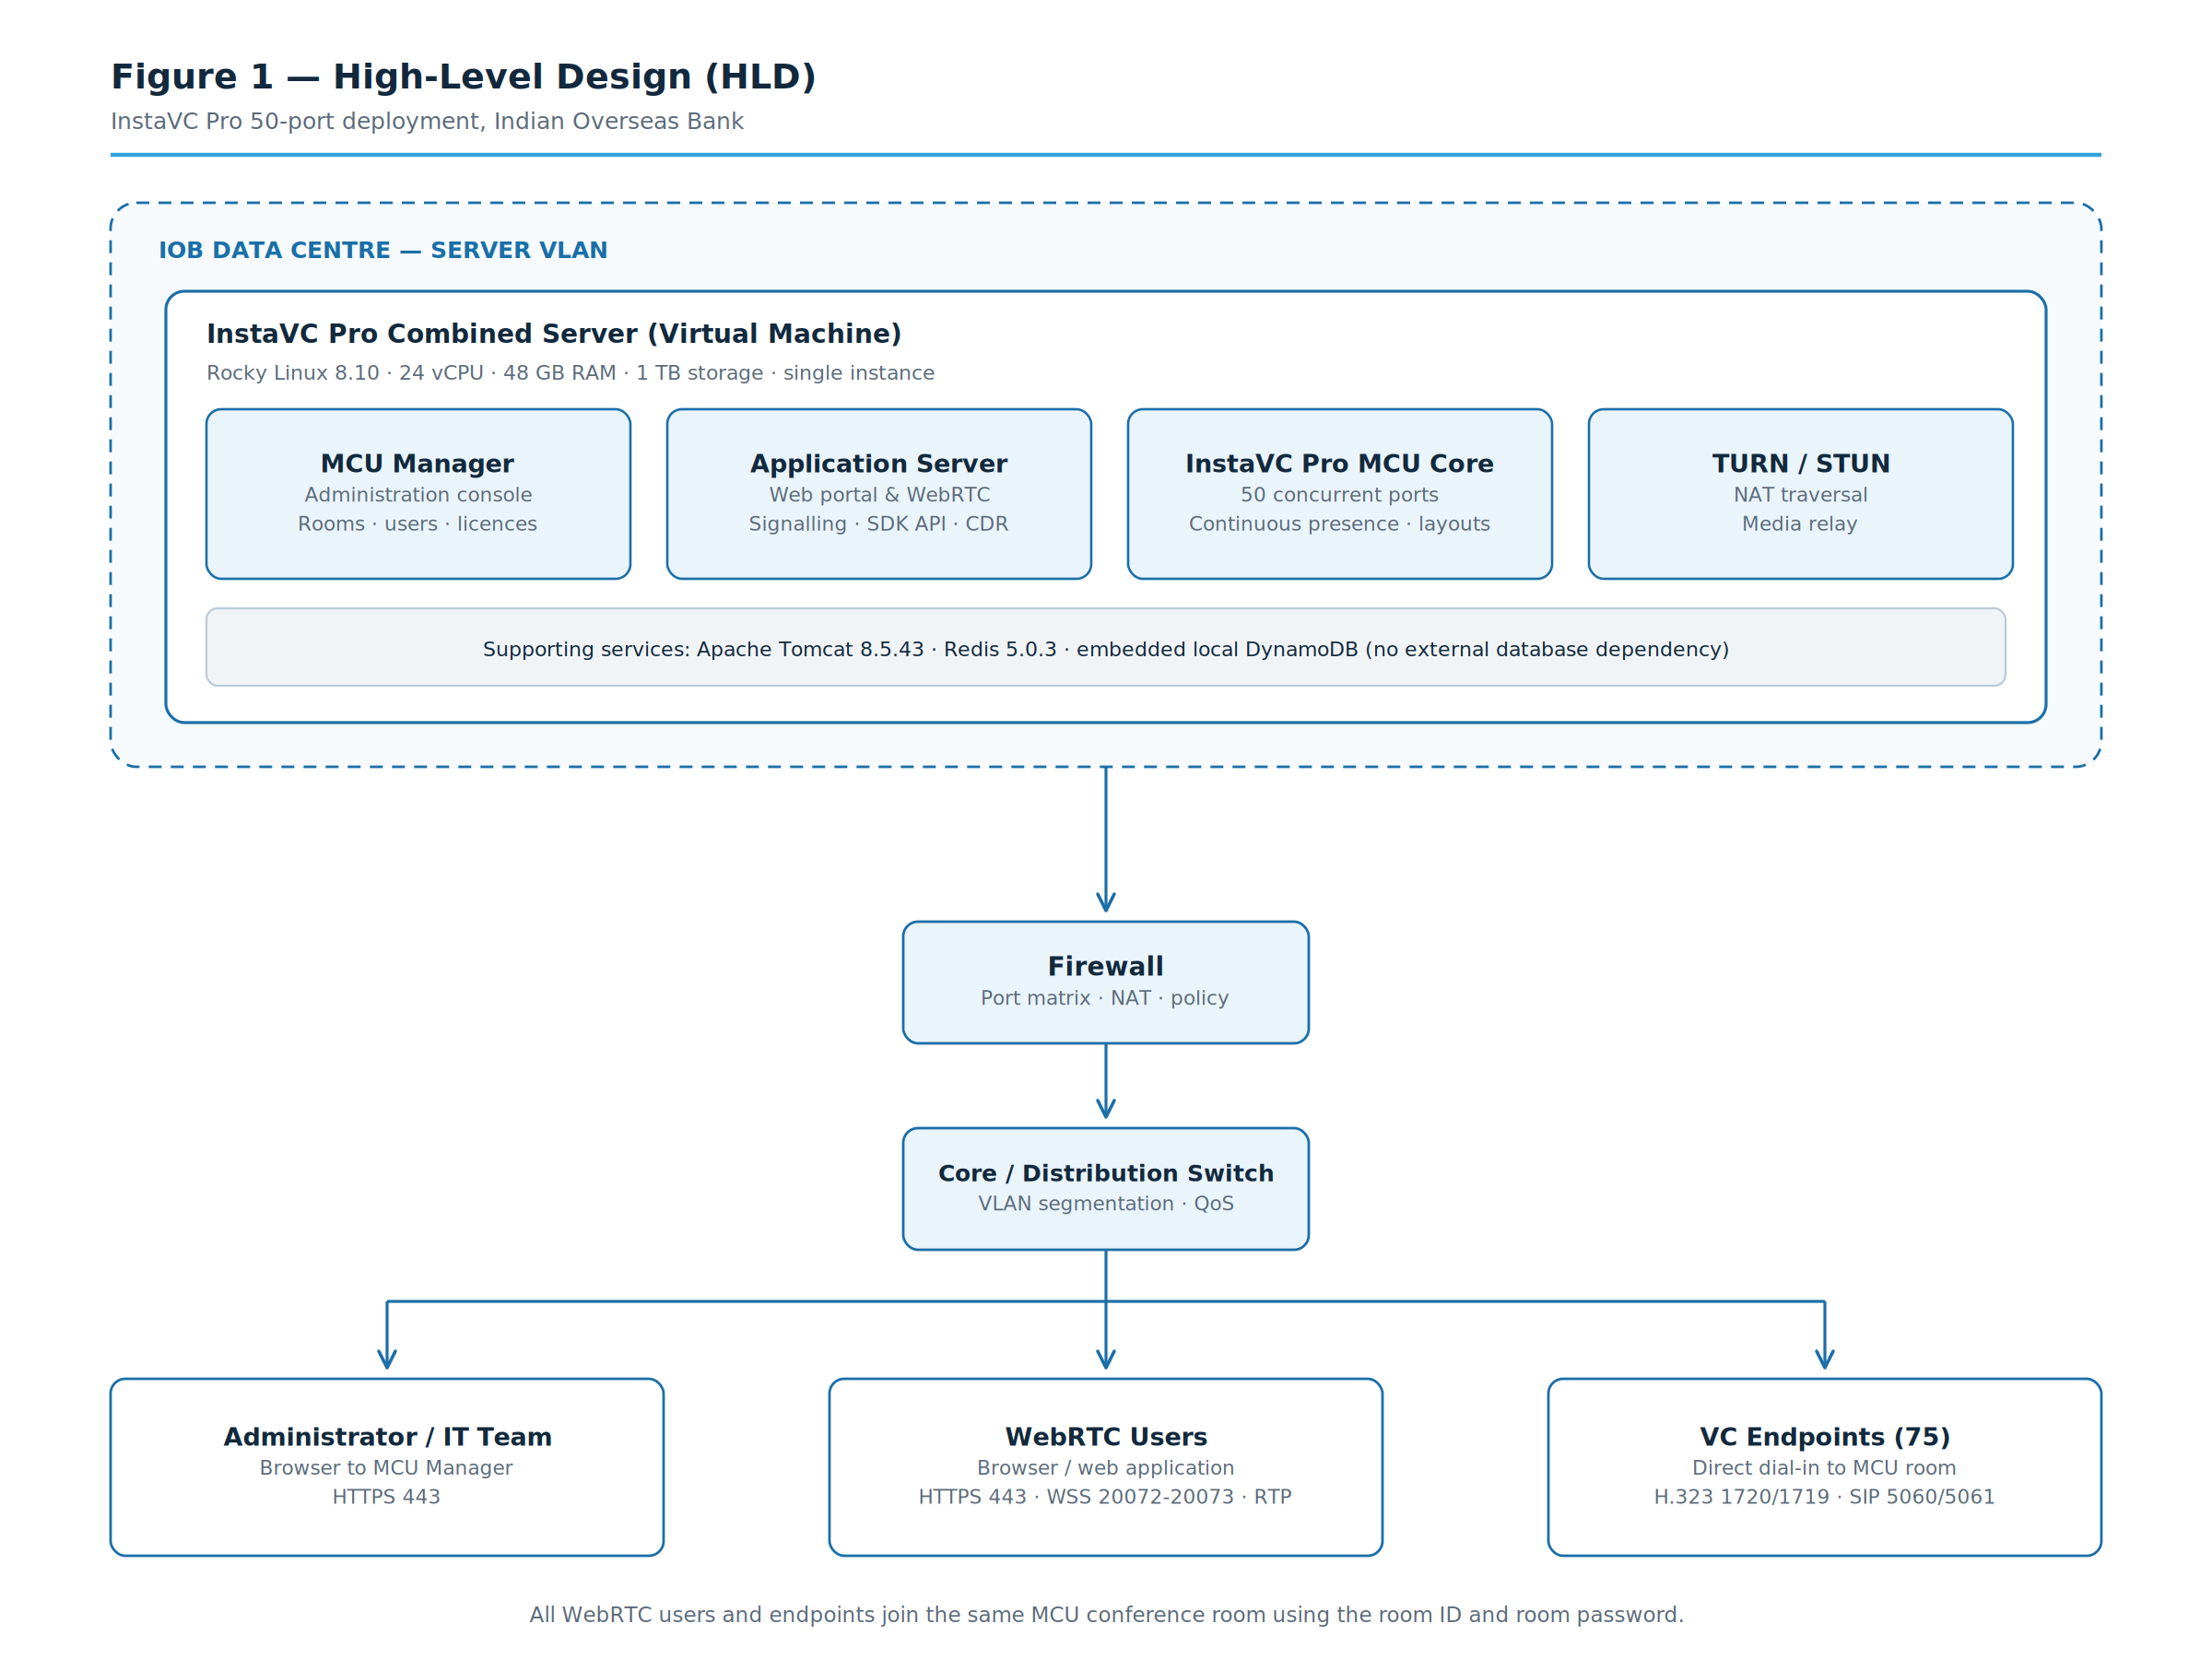 Figure 1 — High-Level Design (HLD)
InstaVC Pro 50-port deployment, Indian Overseas Bank
IOB DATA CENTRE — SERVER VLAN
InstaVC Pro Combined Server (Virtual Machine)
Rocky Linux 8.10 · 24 vCPU · 48 GB RAM · 1 TB storage · single instance
MCU Manager
Administration console
Rooms · users · licences
Application Server
Web portal & WebRTC
Signalling · SDK API · CDR
InstaVC Pro MCU Core
50 concurrent ports
Continuous presence · layouts
TURN / STUN
NAT traversal
Media relay
Supporting services: Apache Tomcat 8.5.43 · Redis 5.0.3 · embedded local DynamoDB (no external database dependency)
Firewall
Port matrix · NAT · policy
Core / Distribution Switch
VLAN segmentation · QoS
Administrator / IT Team
Browser to MCU Manager
HTTPS 443
WebRTC Users
Browser / web application
HTTPS 443 · WSS 20072-20073 · RTP
VC Endpoints (75)
Direct dial-in to MCU room
H.323 1720/1719 · SIP 5060/5061
All WebRTC users and endpoints join the same MCU conference room using the room ID and room password.